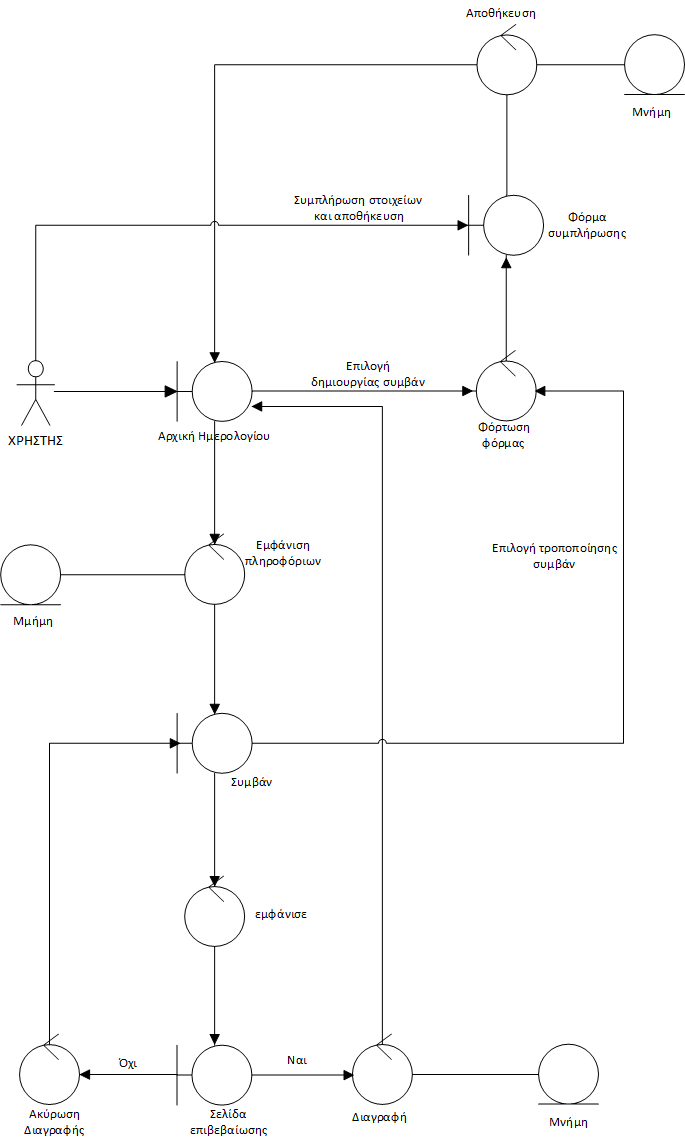 Αποθήκευση
Μνήμη
Συμπλήρωση στοιχείων
και αποθήκευση
Φόρμα
συμπλήρωσης
Επιλογή
δημιουργίας συμβάν
ΧΡΗΣΤΗΣ
Αρχική Ημερολογίου
Φόρτωση
φόρμας
Εμφάνιση
πληροφόριων
Επιλογή τροποποίησης
συμβάν
Μμήμη
Συμβάν
εμφάνισε
Όχι
Ναι
Ακύρωση
Διαγραφής
Σελίδα
επιβεβαίωσης
Διαγραφή
Μνήμη